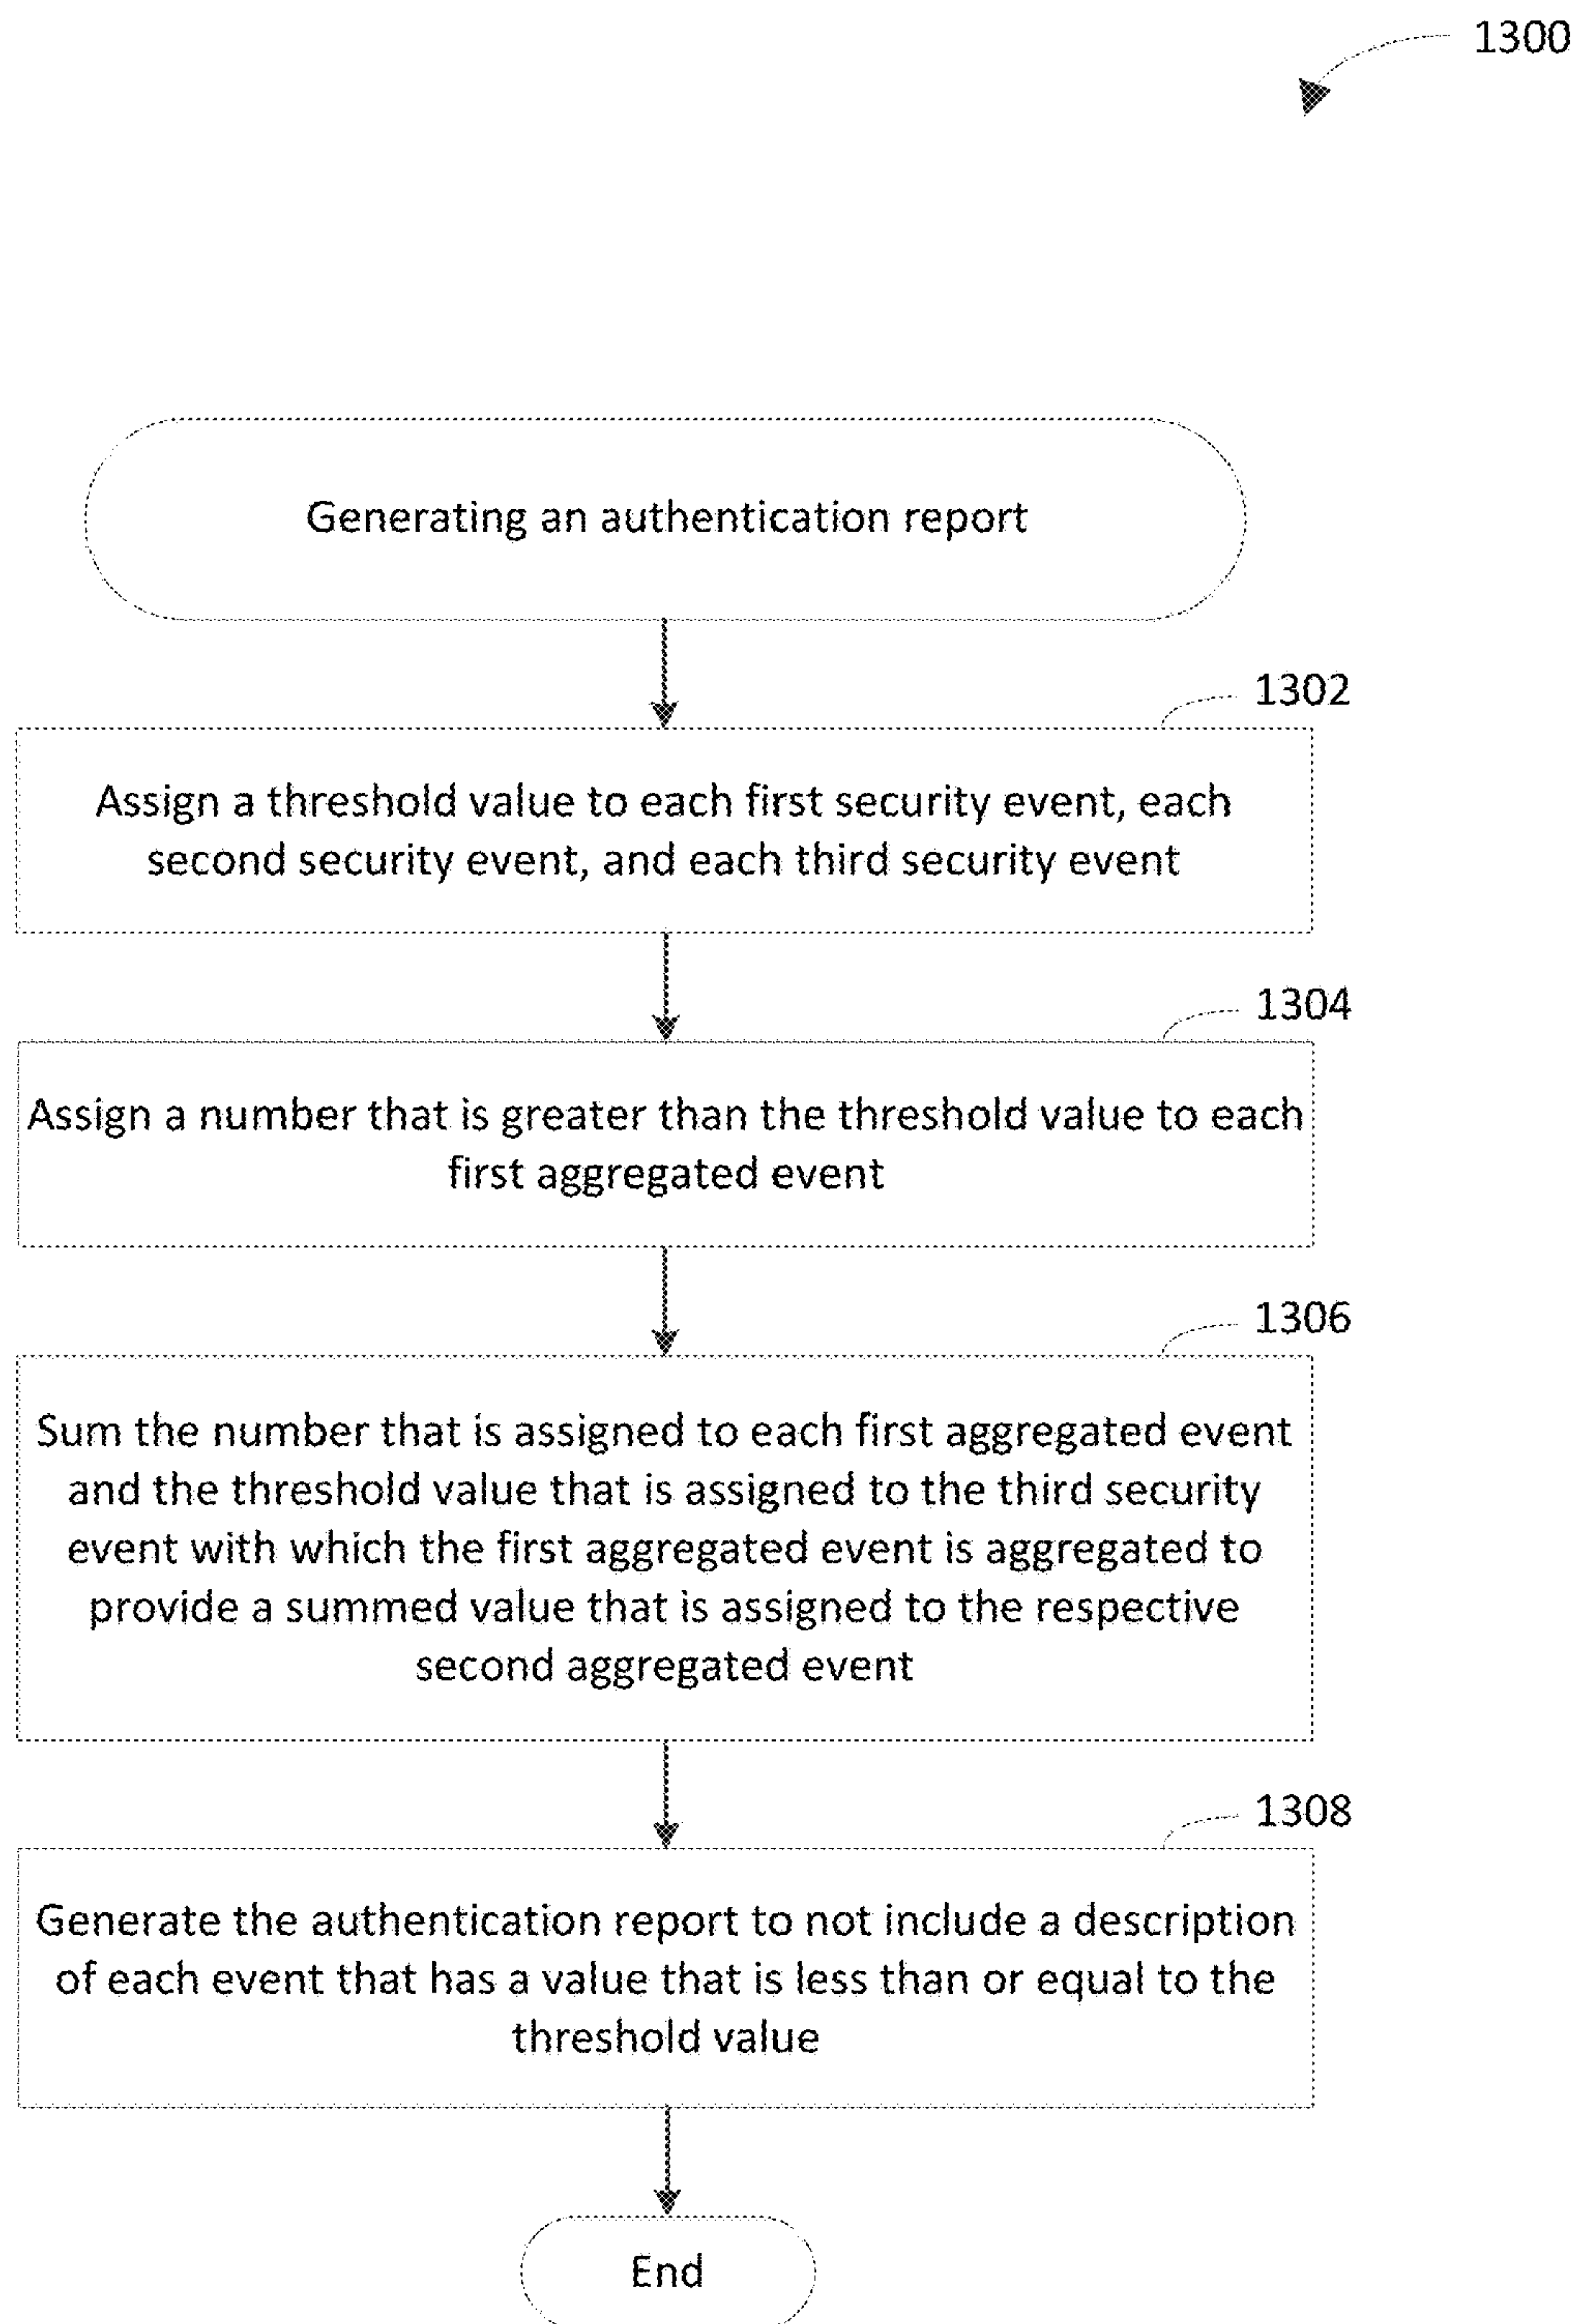 1300
Generating an authentication report
1302
Assign a threshold value to each first security event, each
second security event, and each third security event
1304
Assign a number that is greater than the threshold value to each
first aggregated event
1306
Sum the number that is assigned to each first aggregated event
and the threshold value that is assigned to the third security
event with which the first aggregated event is aggregated to
provide a summed value that is assigned to the respective
second aggregated event
1308
Generate the authentication report to not include a description
of each event that has a value that is less than or equal to the
threshold value
End